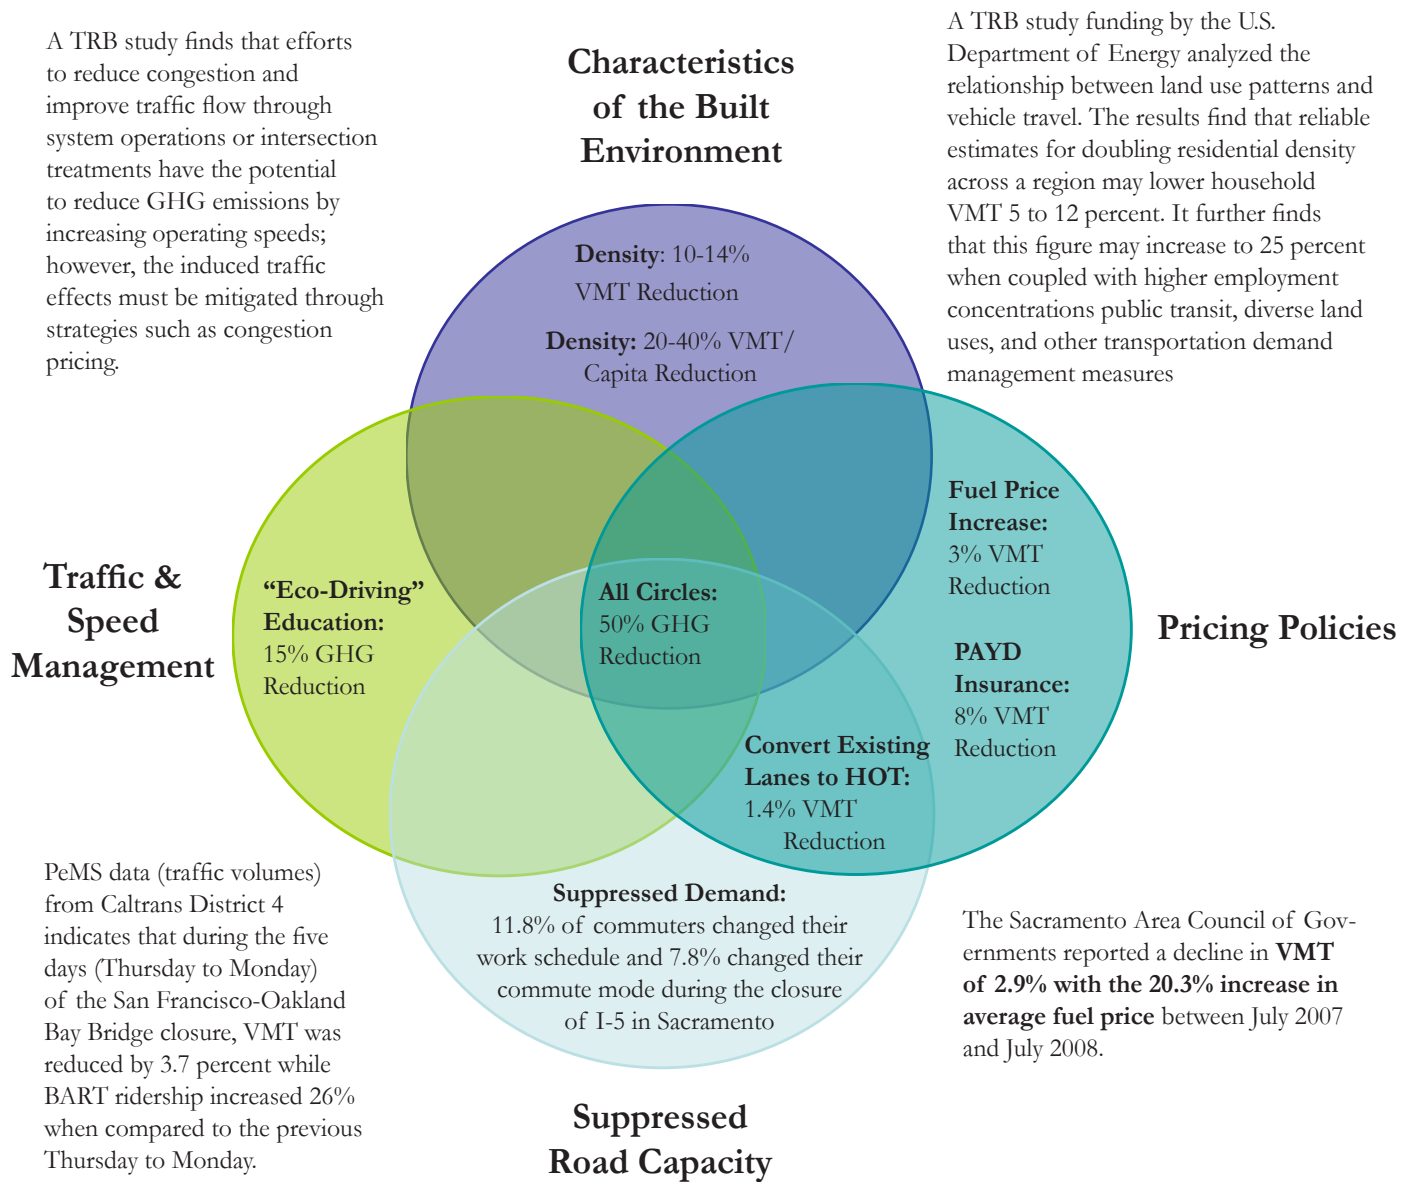 A TRB study finds that efforts
to reduce congestion and
improve traffic flow through
system operations or intersection
treatments have the potential
to reduce GHG emissions by
increasing operating speeds;
however, the induced traffic
effects must be mitigated through
strategies such as congestion
pricing.
Characteristics
of the Built
Environment
A TRB study funding by the U.S.
Department of Energy analyzed the
relationship between land use patterns and
vehicle travel. The results find that reliable
estimates for doubling residential density
across a region may lower household
VMT 5 to 12 percent. It further finds
that this figure may increase to 25 percent
when coupled with higher employment
concentrations public transit, diverse land
uses, and other transportation demand
management measures
Density: 10-14%
VMT Reduction
Density: 20-40% VMT/
Capita Reduction
Traffic &
Speed
Management
“Eco-Driving”
Education:
15% GHG
Reduction
All Circles:
50% GHG
Reduction
Fuel Price
Increase:
3% VMT
Reduction
PAYD
Insurance:
8% VMT
Reduction
Pricing Policies
Convert Existing
Lanes to HOT:
1.4% VMT
Reduction
Suppressed Demand:
11.8% of commuters changed their
work schedule and 7.8% changed their
commute mode during the closure
of I-5 in Sacramento
PeMS data (traffic volumes)
from Caltrans District 4
indicates that during the five
days (Thursday to Monday)
of the San Francisco-Oakland
Bay Bridge closure, VMT was
reduced by 3.7 percent while
BART ridership increased 26%
when compared to the previous
Thursday to Monday.
The Sacramento Area Council of Gov-
ernments reported a decline in VMT
of 2.9% with the 20.3% increase in
average fuel price between July 2007
and July 2008.
Suppressed
Road Capacity